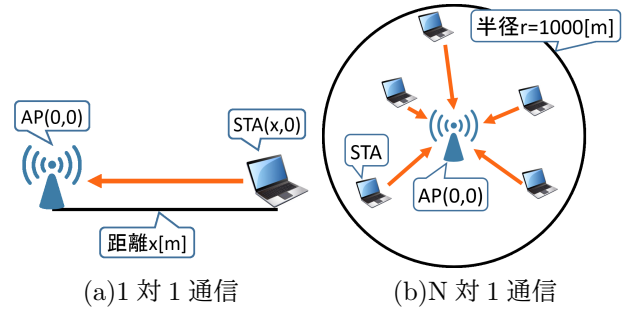 AP(0,0)
STA(x,0)
距離x[m]
(a)1 対 1 通信
半径r=1000[m]
STA
AP(0,0)
(b)N 対 1 通信